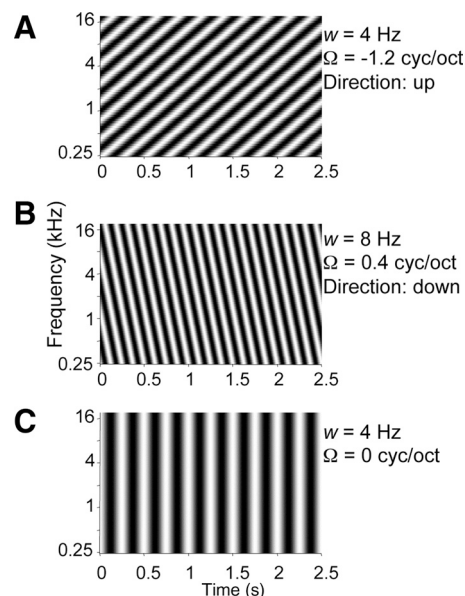 A
16
4
1
0.25
0 0.5 1 1.5 2 2.5
w = 4 Hz
Ω = -1.2 cyc/oct
Direction: up
B
Frequency (kHz)
16
4
1
0.25
0 0.5 1 1.5 2 2.5
w = 8 Hz
Ω = 0.4 cyc/oct
Direction: down
C
16
4
1
0.25
0 0.5 1 1.5 2 2.5
Time (s)
w = 4 Hz
Ω = 0 cyc/oct